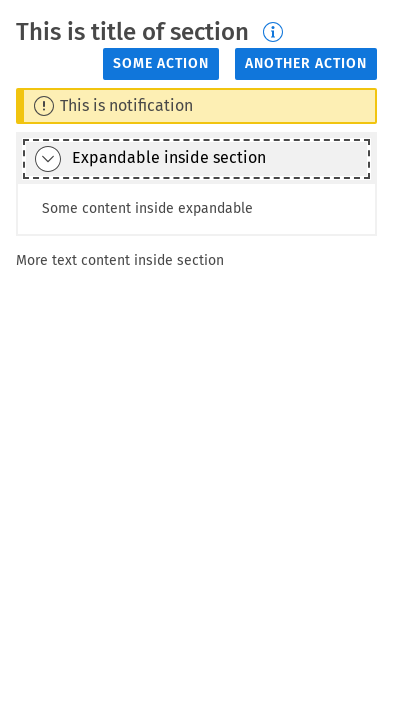 This is title of section
SOME ACTION ANOTHER ACTION
This is notification
Expandable inside section
Some content inside expandable
More text content inside section